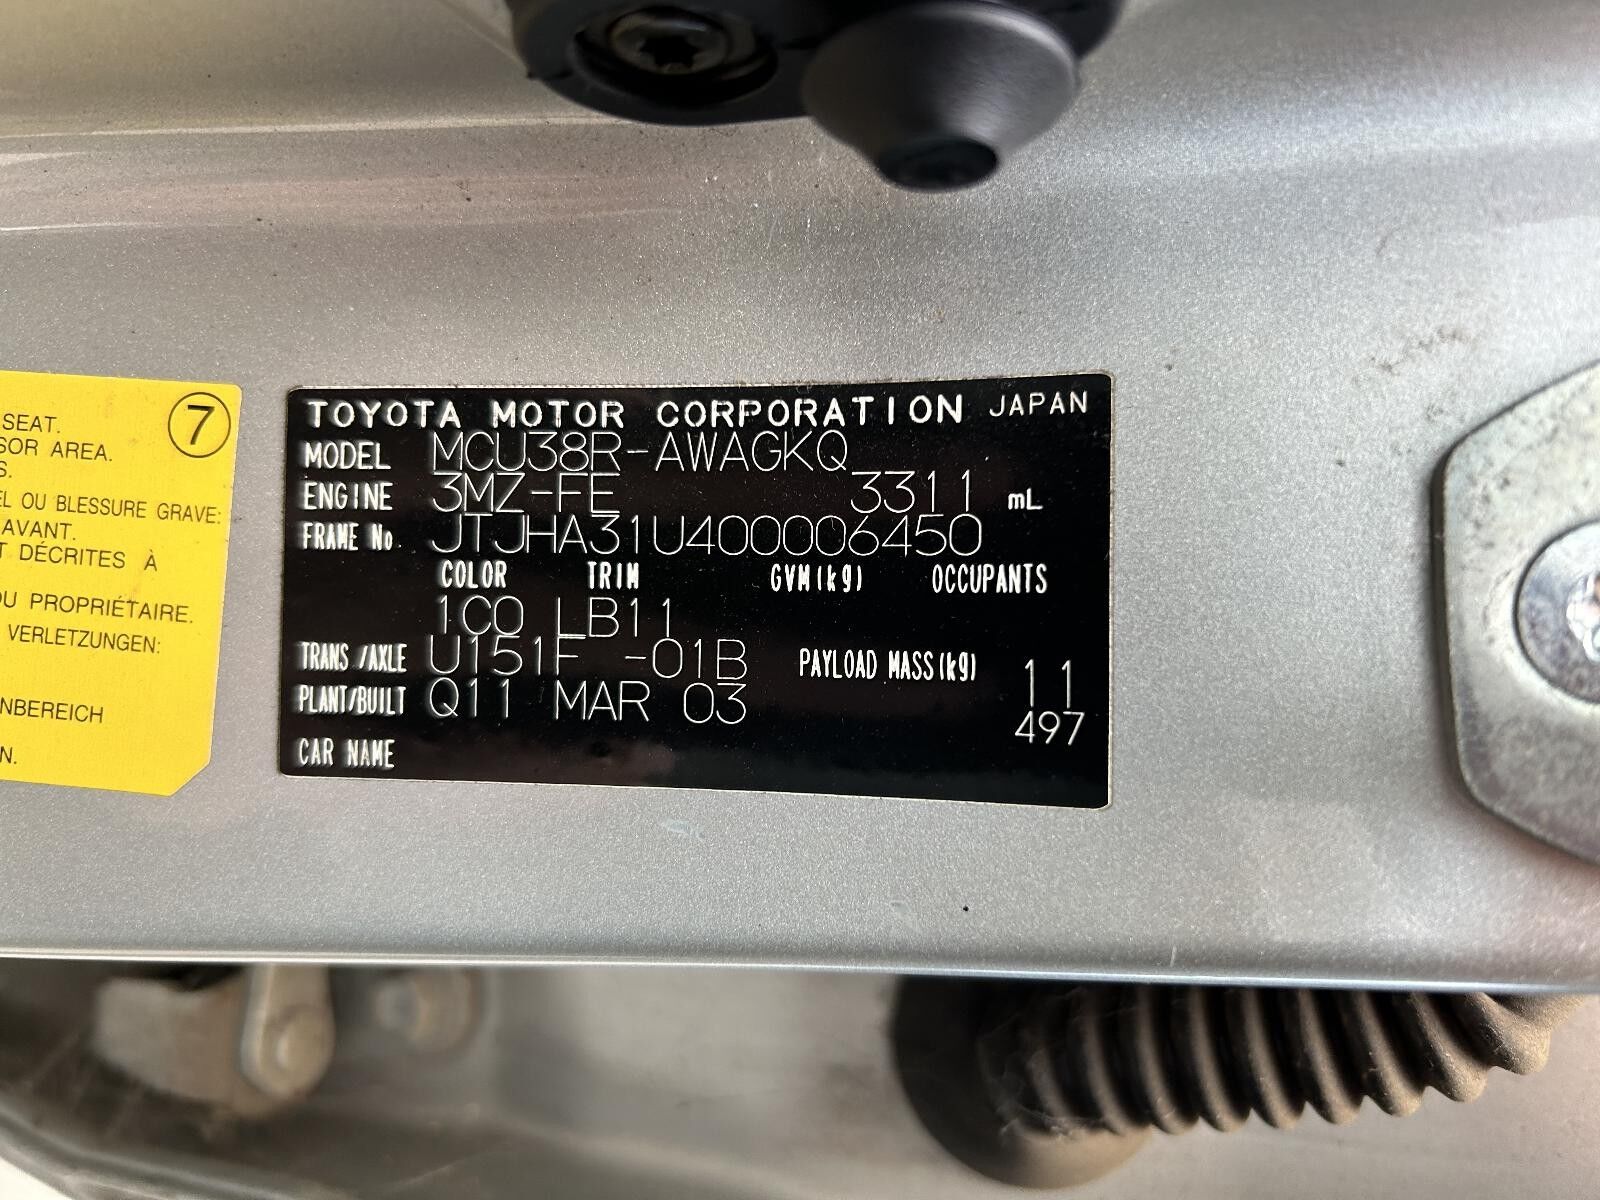 SEAT.
SOR AREA.
S.
EL OU BLESSURE GRAVE:
AVANT.
T DÉCRITES À
OU PROPRIÉTAIRE.
VERLETZUNGEN:
NBEREICH
N.
7
TOYOTA MOTOR CORPORATION JAPAN
MODEL MCU38R-AWAGKQ
ENGINE 3MZ-FE 3311 mL
FRAME No. JTJHA31U400006450
COLOR TRIM GVM(kg) OCCUPANTS
1C0 LB11
TRANS/AXLE U151F -01B PAYLOAD MASS(kg) 11
PLANT/BUILT Q11 MAR 03 497
CAR NAME